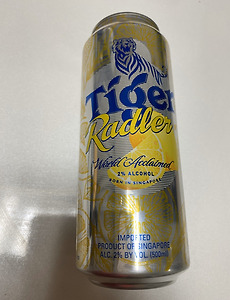 Tiger
Radler
World Acclaimed
2% ALCOHOL
BORN IN SINGAPORE
IMPORTED
PRODUCT OF SINGAPORE
ALC. 2% BY VOL. (500ml)